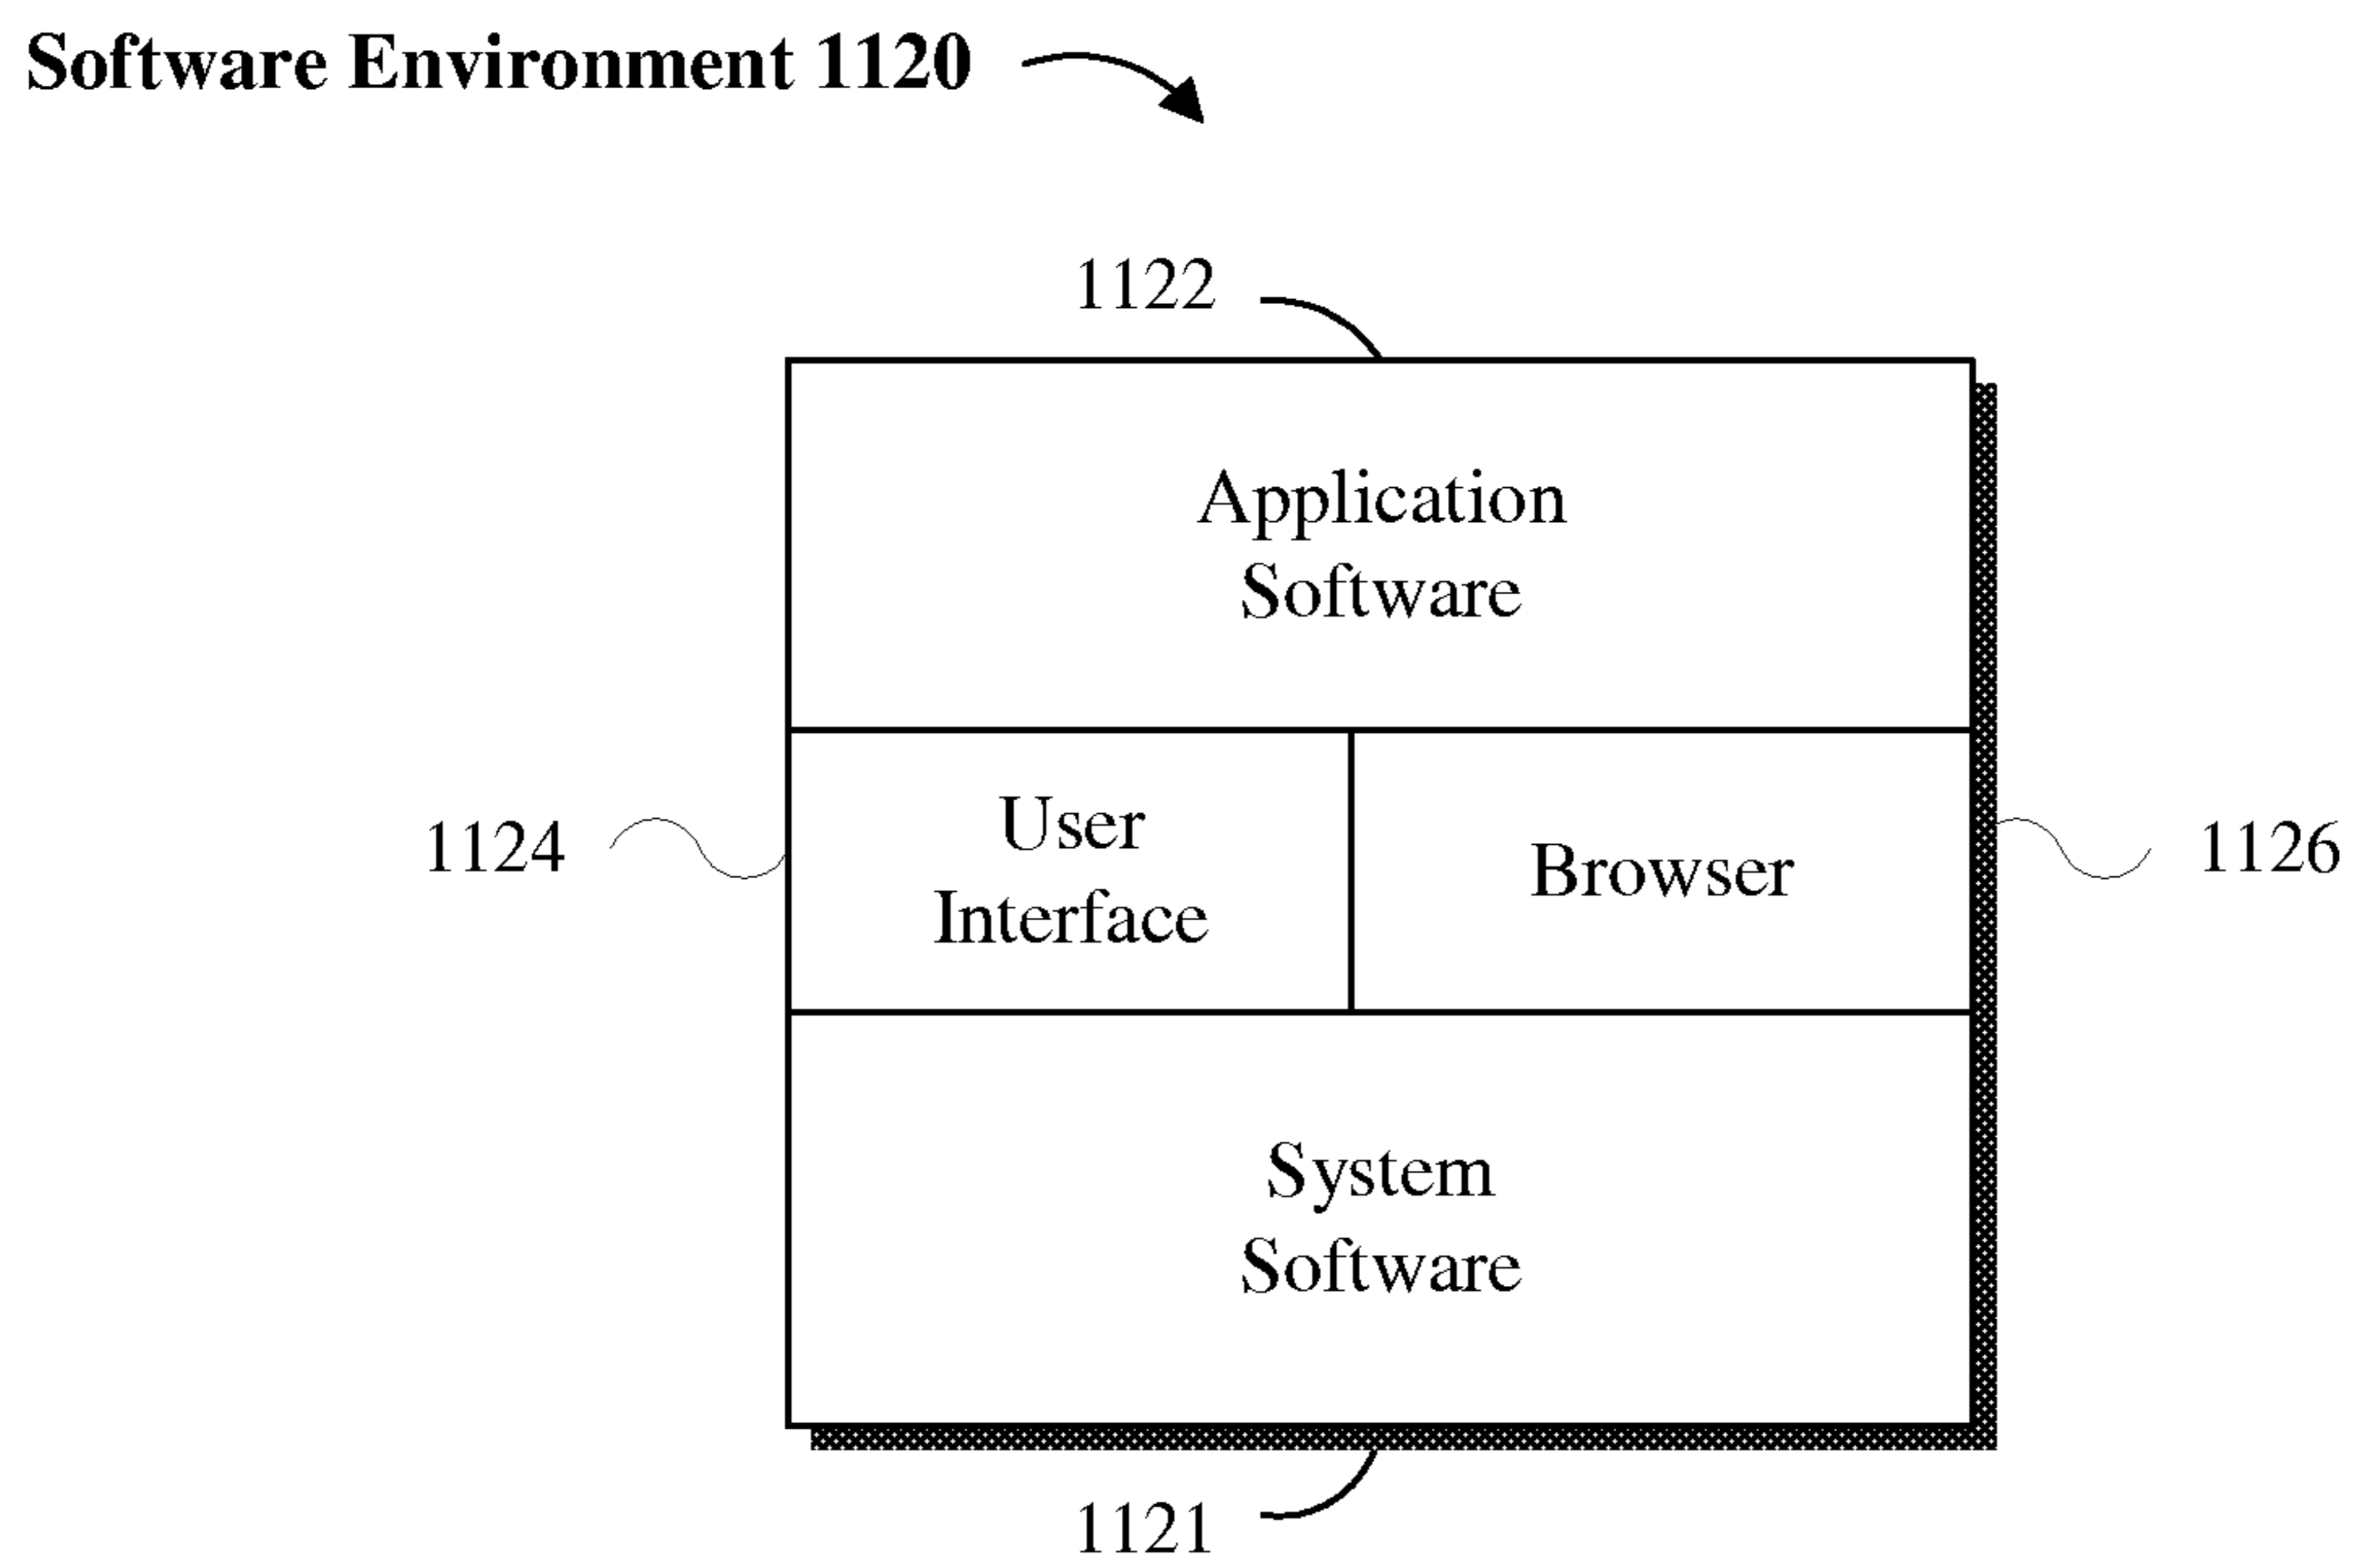 Software Environment 1120
1122
Application
Software
1124
User
Interface
Browser
1126
System
Software
1121